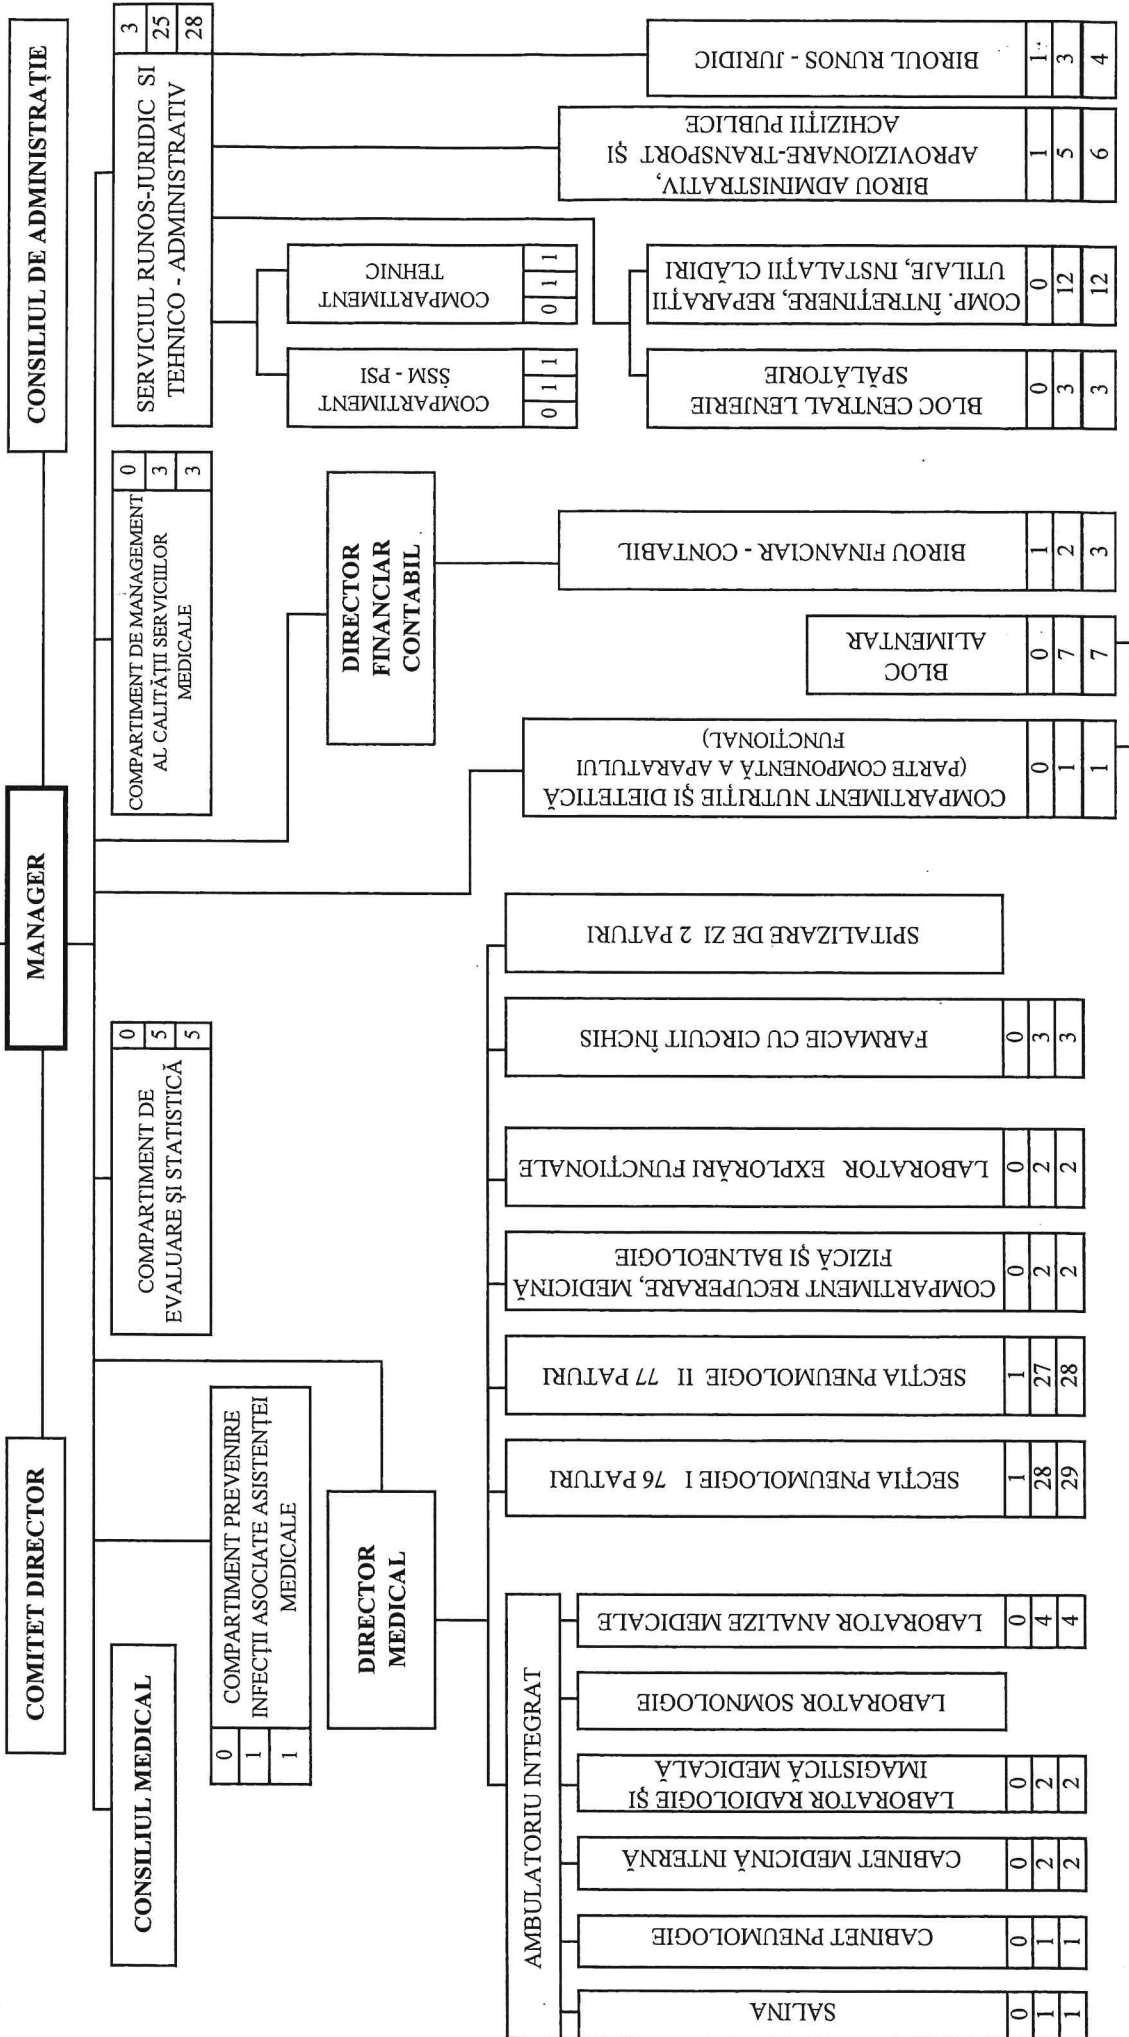 COMITET DIRECTOR
MANAGER
CONSILIUL DE ADMINISTRAȚIE
CONSILIUL MEDICAL
COMPARTIMENT PREVENIRE
INFECȚII ASOCIATE ASISTENȚEI
MEDICALE
0
1
1
COMPARTIMENT DE
EVALUARE ȘI STATISTICĂ
0
5
5
COMPARTIMENT DE MANAGEMENT
AL CALITĂȚII SERVICIILOR
MEDICALE
0
3
3
SERVICIUL RUNOS-JURIDIC SI
TEHNICO - ADMINISTRATIV
3
25
28
DIRECTOR
MEDICAL
DIRECTOR
FINANCIAR
CONTABIL
COMPARTIMENT
SSM - PSI
0 1 1
COMPARTIMENT
TEHNIC
0 1 1
AMBULATORIU INTEGRAT
SALINA
0
1
1
CABINET PNEUMOLOGIE
0
1
1
CABINET MEDICINĂ INTERNĂ
0
2
2
LABORATOR RADIOLOGIE ȘI
IMAGISTICĂ MEDICALĂ
0
2
2
LABORATOR SOMNOLOGIE
LABORATOR ANALIZE MEDICALE
0
4
4
SECȚIA PNEUMOLOGIE I 76 PATURI
1
28
29
SECȚIA PNEUMOLOGIE II 77 PATURI
1
27
28
COMPARTIMENT RECUPERARE, MEDICINĂ
FIZICĂ ȘI BALNEOLOGIE
0
2
2
LABORATOR EXPLORĂRI FUNCȚIONALE
0
2
2
FARMACIE CU CIRCUIT ÎNCHIS
0
3
3
SPITALIZARE DE ZI 2 PATURI
COMPARTIMENT NUTRIȚIE ȘI DIETETICĂ
(PARTE COMPONENTĂ A APARATULUI
FUNCȚIONAL)
0
1
1
BLOC
ALIMENTAR
0
7
7
BIROU FINANCIAR - CONTABIL
1
2
3
BLOC CENTRAL LENJERIE
SPĂLĂTORIE
0
3
3
COMP. ÎNTREȚINERE, REPARAȚII
UTILAJE, INSTALAȚII CLĂDIRI
0
12
12
BIROU ADMINISTRATIV,
APROVIZIONARE-TRANSPORT ȘI
ACHIZIȚII PUBLICE
1
5
6
BIROUL RUNOS - JURIDIC
1
3
4